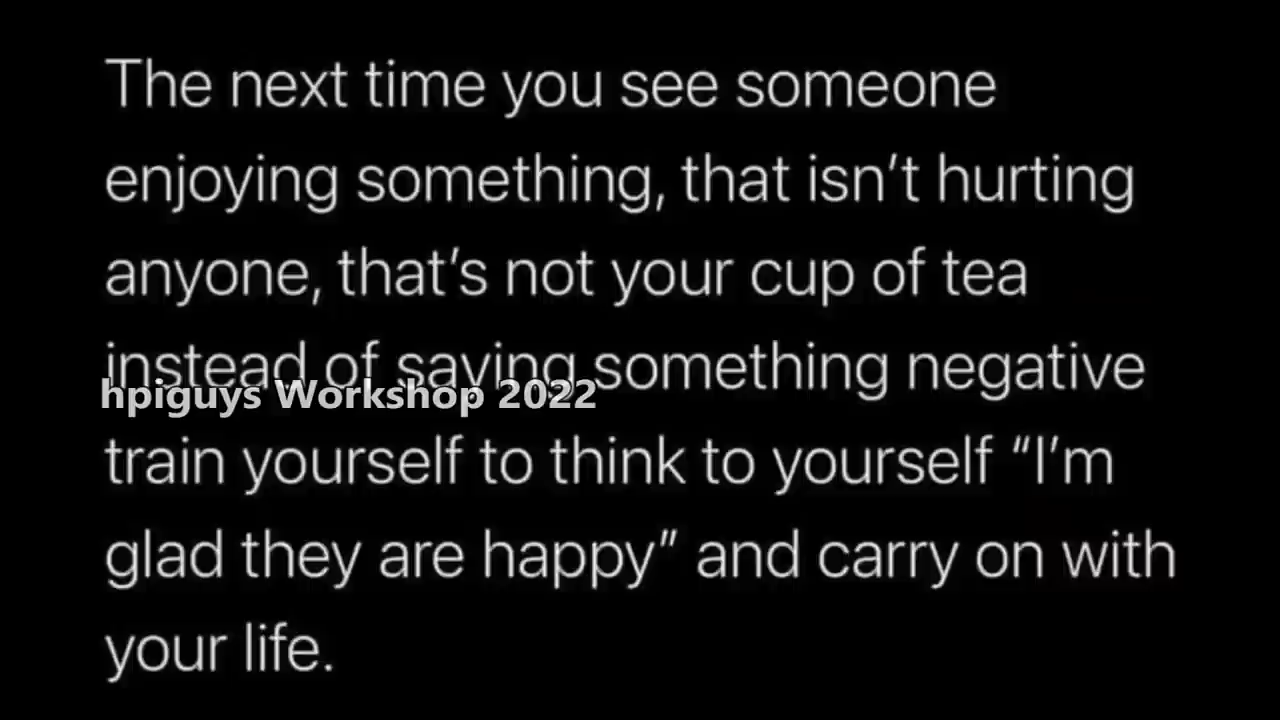 The next time you see someone
enjoying something, that isn’t hurting
anyone, that’s not your cup of tea
instead of saying something negative
hpiguys Workshop 2022
train yourself to think to yourself “I’m
glad they are happy” and carry on with
your life.